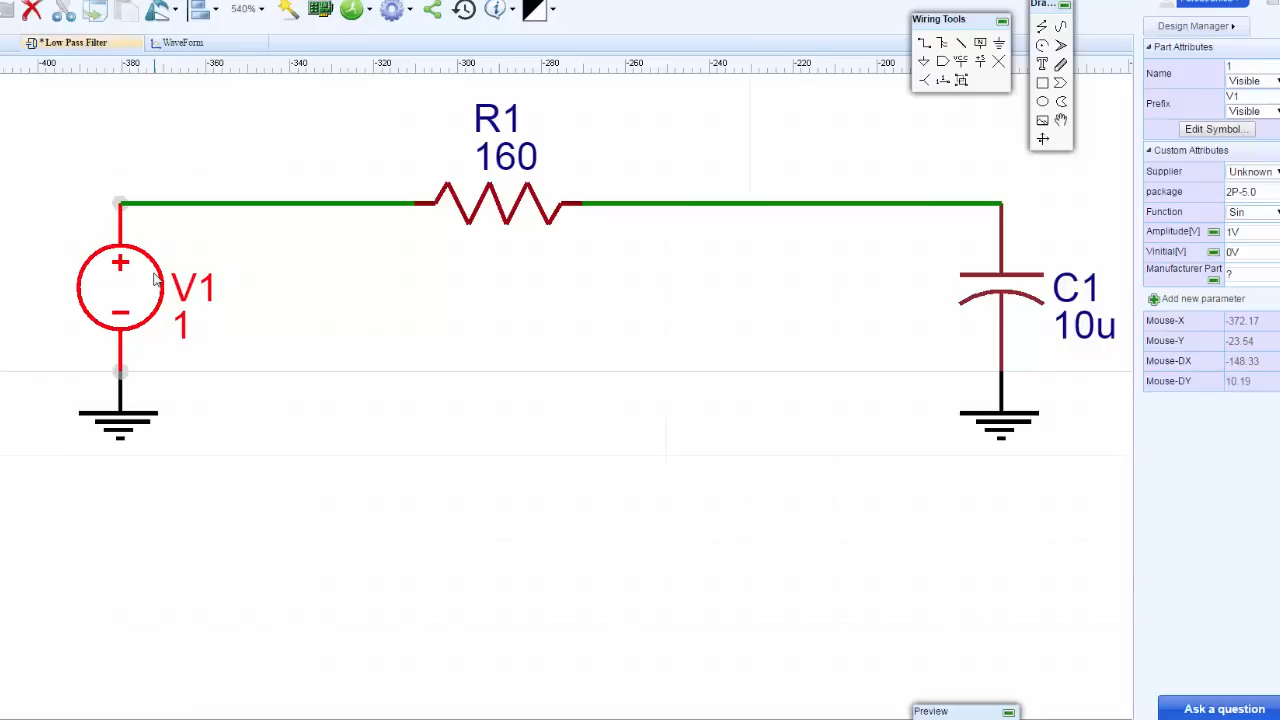 540%
*Low Pass Filter
WaveForm
-400 -380 -360 -340 -320 -300 -280 -260 -240 -220 -200
Wiring Tools
Dra...
Design Manager
Part Attributes
Name 1
Visible
Prefix V1
Visible
Edit Symbol...
Custom Attributes
Supplier Unknown
package 2P-5.0
Function Sin
Amplitude[V] 1V
Vinitial[V] 0V
Manufacturer Part ?
Add new parameter
Mouse-X -372.17
Mouse-Y -23.54
Mouse-DX -148.33
Mouse-DY 10.19
R1
160
V1
1
C1
10u
Preview
Ask a question